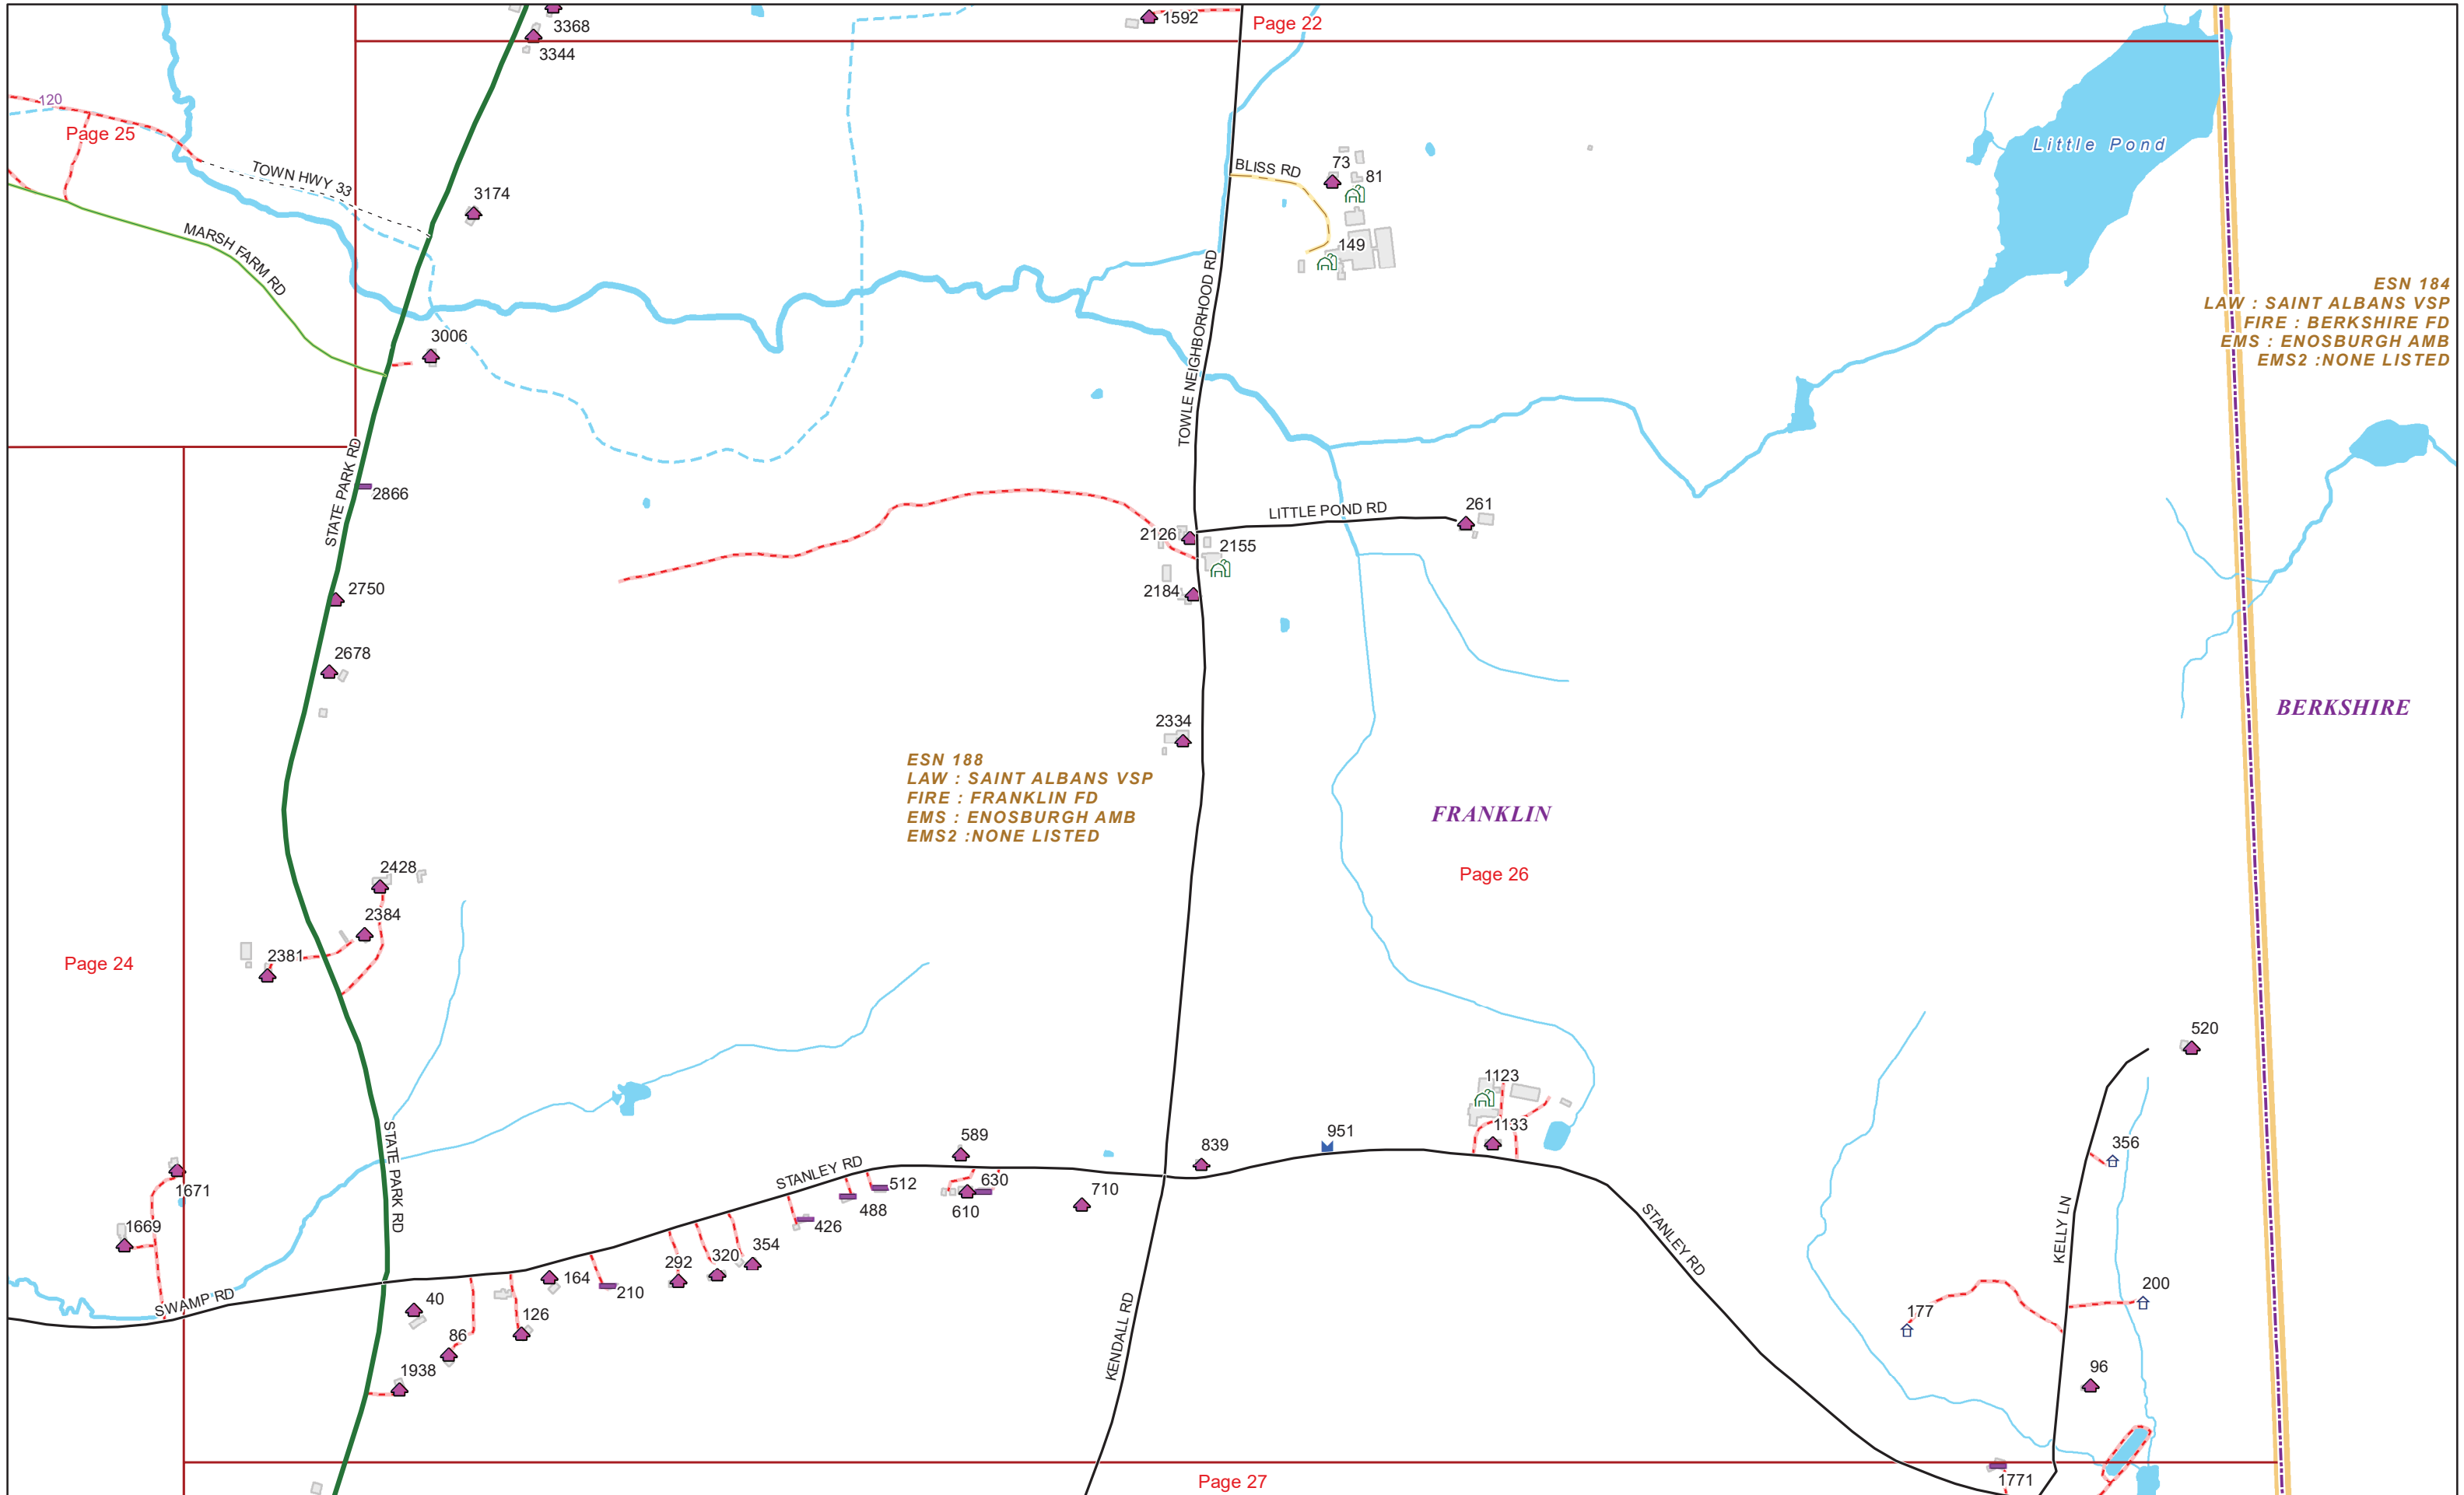 3368
1592
Page 22
3344
120
Page 25
Little Pond
TOWN HWY 33
BLISS RD
73
81
3174
MARSH FARM RD
149
ESN 184
LAW : SAINT ALBANS VSP
FIRE : BERKSHIRE FD
EMS : ENOSBURGH AMB
EMS2 :NONE LISTED
TOWLE NEIGHBORHOOD RD
3006
STATE PARK RD
2866
LITTLE POND RD
261
2126
2155
2750
2184
2678
BERKSHIRE
2334
ESN 188
LAW : SAINT ALBANS VSP
FIRE : FRANKLIN FD
EMS : ENOSBURGH AMB
EMS2 :NONE LISTED
FRANKLIN
Page 26
2428
2384
2381
Page 24
520
1123
1133
951
839
589
STATE PARK RD
STANLEY RD
356
1671
512
630
710
488
610
1669
426
STANLEY RD
KELLY LN
354
320
292
164
210
200
177
SWAMP RD
40
126
86
KENDALL RD
1938
96
Page 27
1771